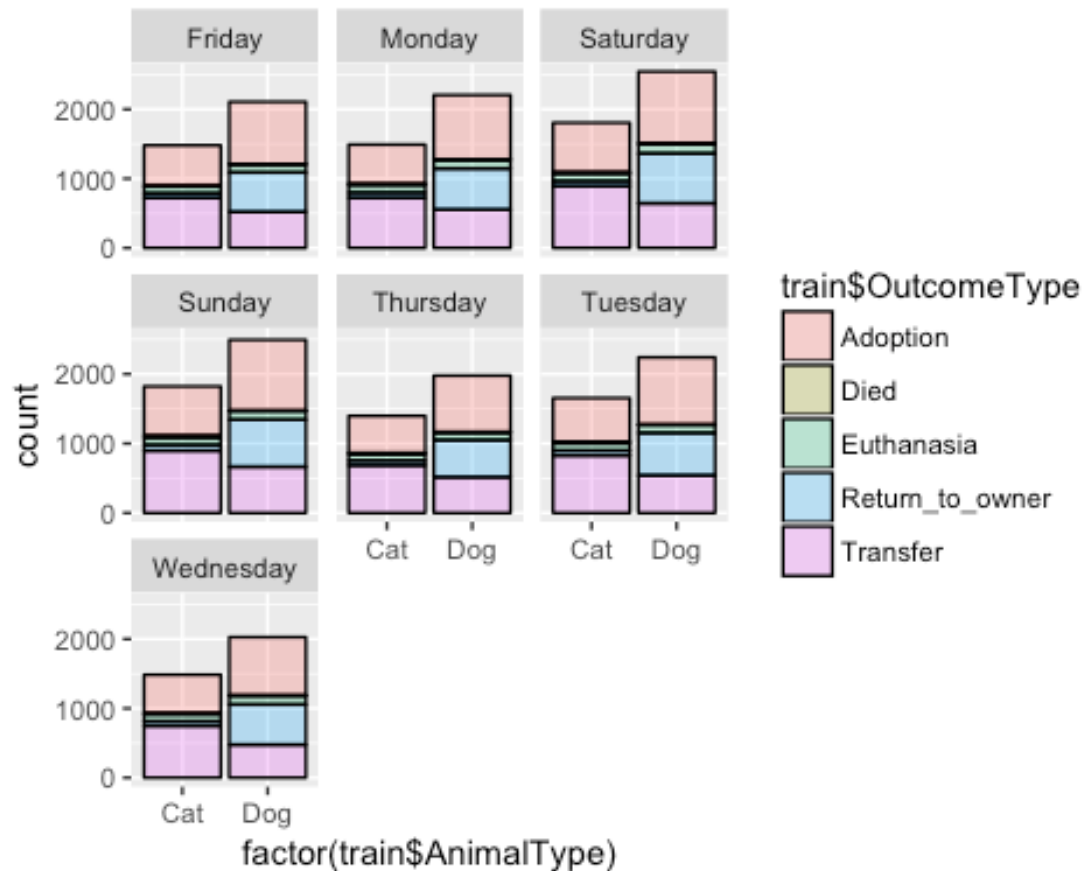 Friday
Monday
Saturday
2000
1000
0
Sunday
Thursday
Tuesday
2000
1000
0
Cat
Dog
Cat
Dog
Wednesday
2000
1000
0
Cat
Dog
count
factor(train$AnimalType)
train$OutcomeType
Adoption
Died
Euthanasia
Return_to_owner
Transfer